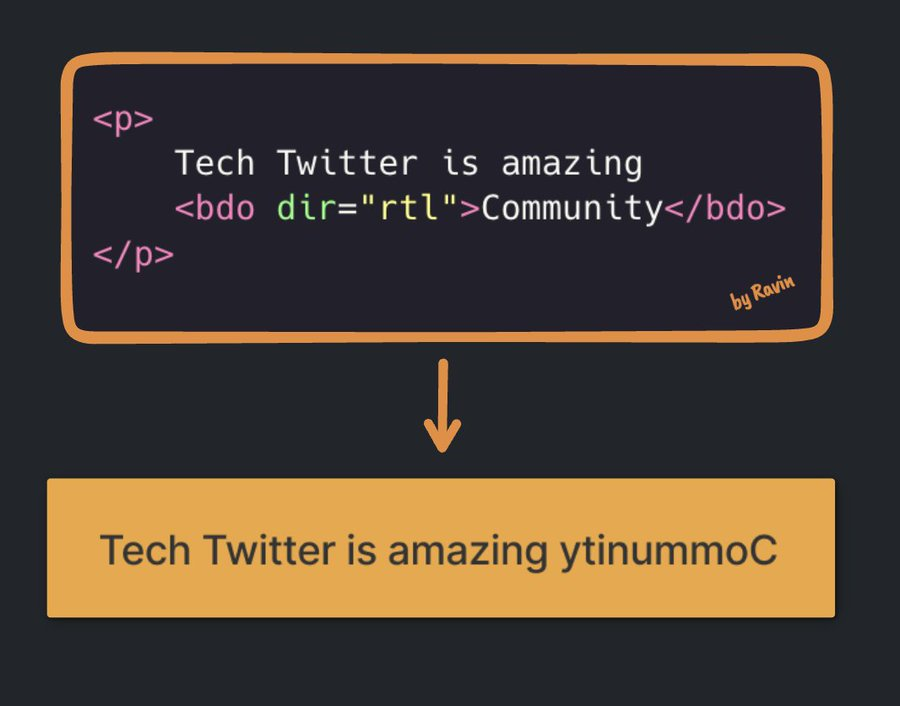 <p>
Tech Twitter is amazing
<bdo dir="rtl">Community</bdo>
</p>
by Ravin
Tech Twitter is amazing ytinummoC